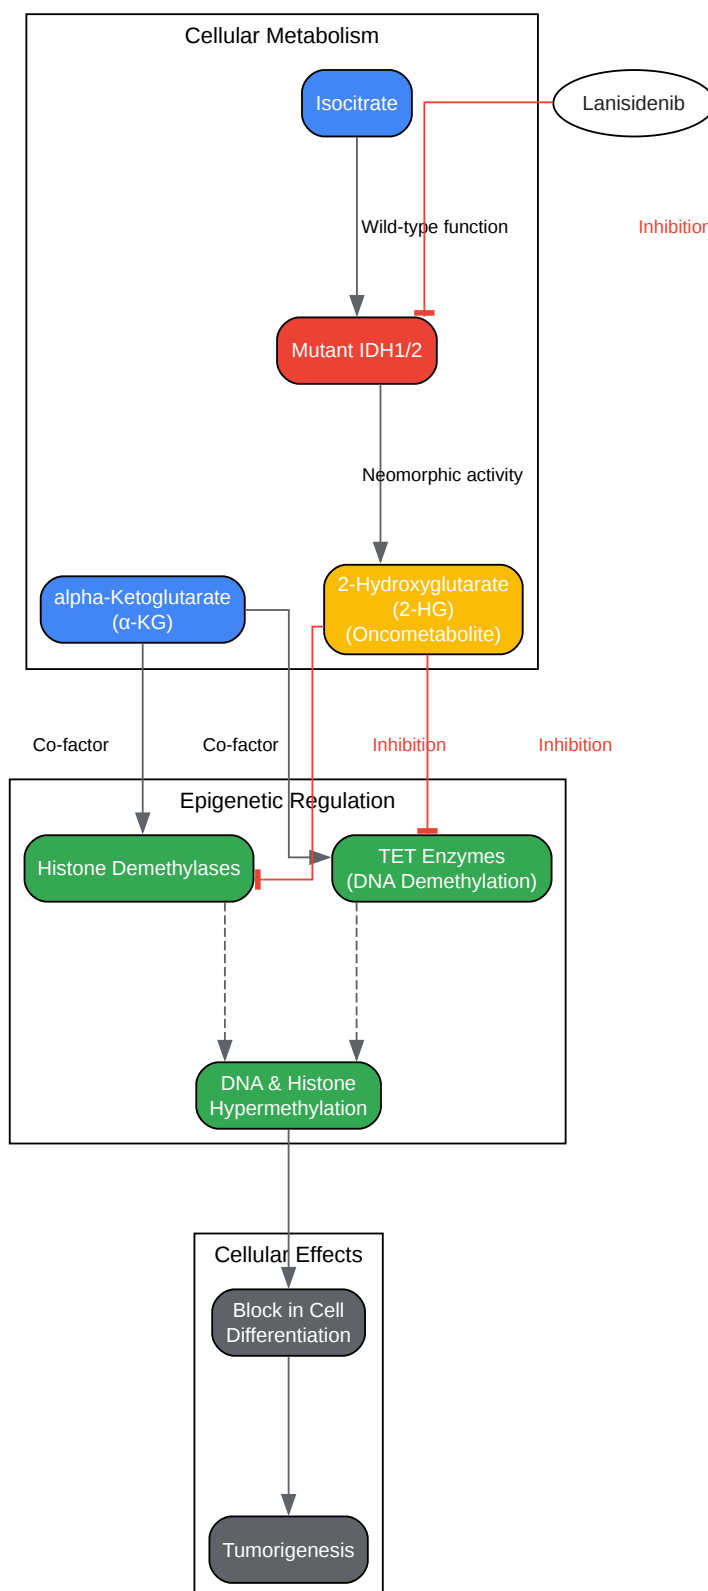 Cellular Metabolism
Isocitrate
Lanisidenib
Wild-type function
Inhibition
Mutant IDH1/2
Neomorphic activity
alpha-Ketoglutarate
(α-KG)
2-Hydroxyglutarate
(2-HG)
(Oncometabolite)
Co-factor
Co-factor
Inhibition
Inhibition
Epigenetic Regulation
Histone Demethylases
TET Enzymes
(DNA Demethylation)
DNA & Histone
Hypermethylation
Cellular Effects
Block in Cell
Differentiation
Tumorigenesis